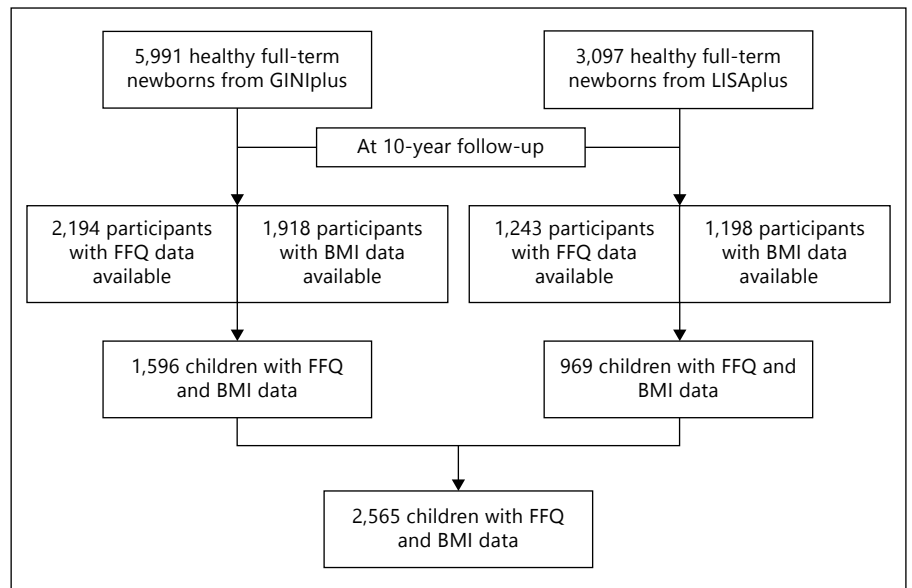 5,991 healthy full-term
newborns from GINIplus
3,097 healthy full-term
newborns from LISAplus
At 10-year follow-up
2,194 participants
with FFQ data
available
1,918 participants
with BMI data
available
1,243 participants
with FFQ data
available
1,198 participants
with BMI data
available
1,596 children with FFQ
and BMI data
969 children with FFQ and
BMI data
2,565 children with FFQ
and BMI data